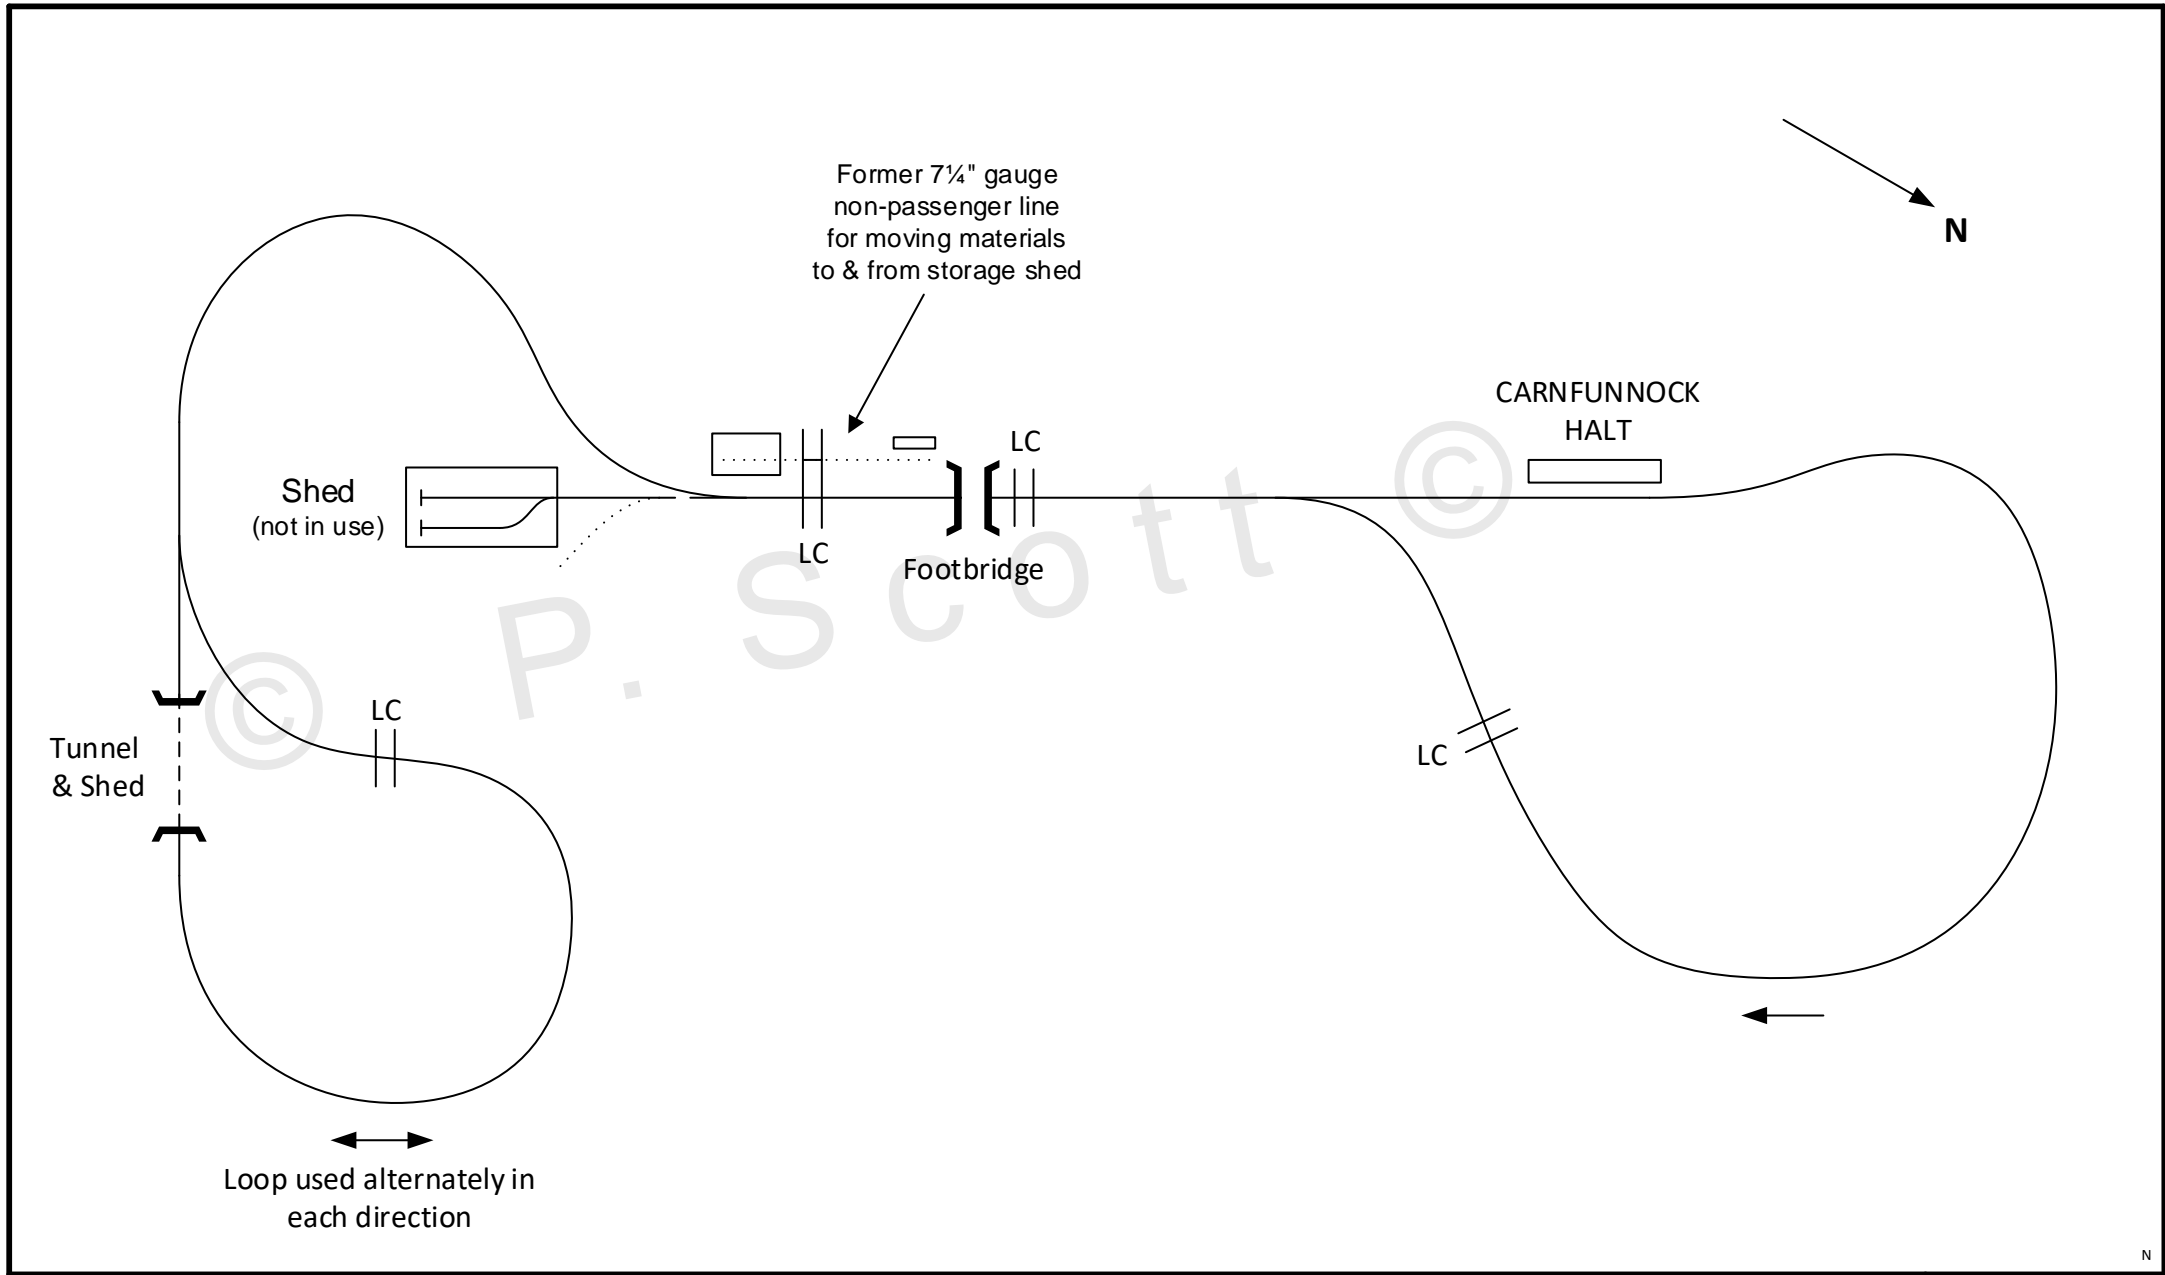 Former 7¼" gauge
non-passenger line
for moving materials
to & from storage shed
N
CARNFUNNOCK
HALT
LC
Shed
(not in use)
LC
Footbridge
LC
Tunnel
& Shed
LC
© P. Scott ©
Loop used alternately in
each direction
N